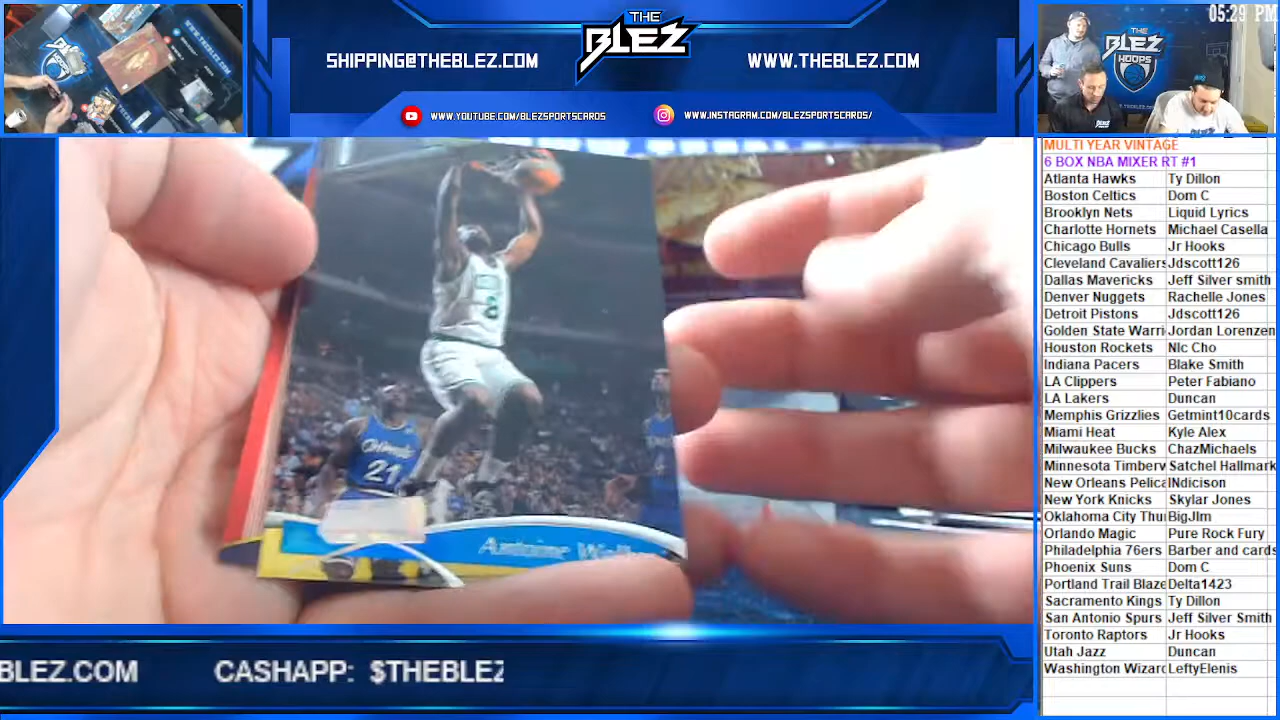 05:29 PM
THE
BLEZ
SHIPPING@THEBLEZ.COM
WWW.THEBLEZ.COM
WWW.YOUTUBE.COM/BLEZSPORTSCARDS
WWW.INSTAGRAM.COM/BLEZSPORTSCARDS/
THE
BLEZ
HOOPS
MULTI YEAR VINTAGE
6 BOX NBA MIXER RT #1
Atlanta Hawks Ty Dillon
Boston Celtics Dom C
Brooklyn Nets Liquid Lyrics
Charlotte Hornets Michael Casella
Chicago Bulls Jr Hooks
Cleveland Cavaliers Jdscott126
Dallas Mavericks Jeff Silver smith
Denver Nuggets Rachelle Jones
Detroit Pistons Jdscott126
Golden State Warri Jordan Lorenzen
Houston Rockets NIc Cho
Indiana Pacers Blake Smith
LA Clippers Peter Fabiano
LA Lakers Duncan
Memphis Grizzlies Getmint10cards
Miami Heat Kyle Alex
Milwaukee Bucks ChazMichaels
Minnesota Timberw Satchel Hallmark
New Orleans Pelica INdicison
New York Knicks Skylar Jones
Oklahoma City Thu BigJIm
Orlando Magic Pure Rock Fury
Philadelphia 76ers Barber and cards
Phoenix Suns Dom C
Portland Trail Blaze Delta1423
Sacramento Kings Ty Dillon
San Antonio Spurs Jeff Silver Smith
Toronto Raptors Jr Hooks
Utah Jazz Duncan
Washington Wizard LeftyElenis
8
Orlando
21
Antoine
BLEZ.COM CASHAPP: $THEBLEZ